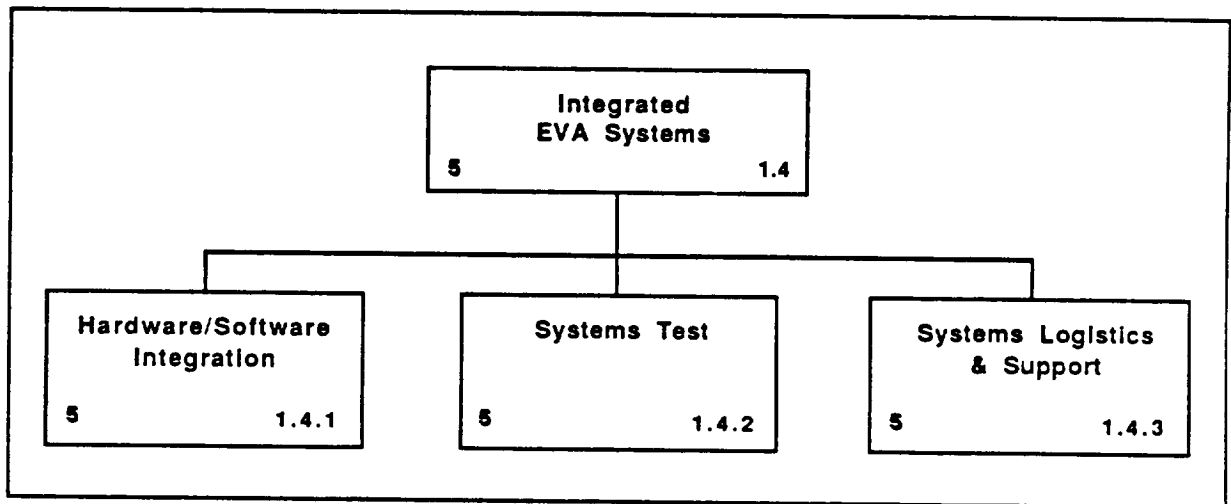 Integrated
EVA Systems
5 1.4
Hardware/Software
Integration
5 1.4.1
Systems Test
5 1.4.2
Systems Logistics
& Support
5 1.4.3